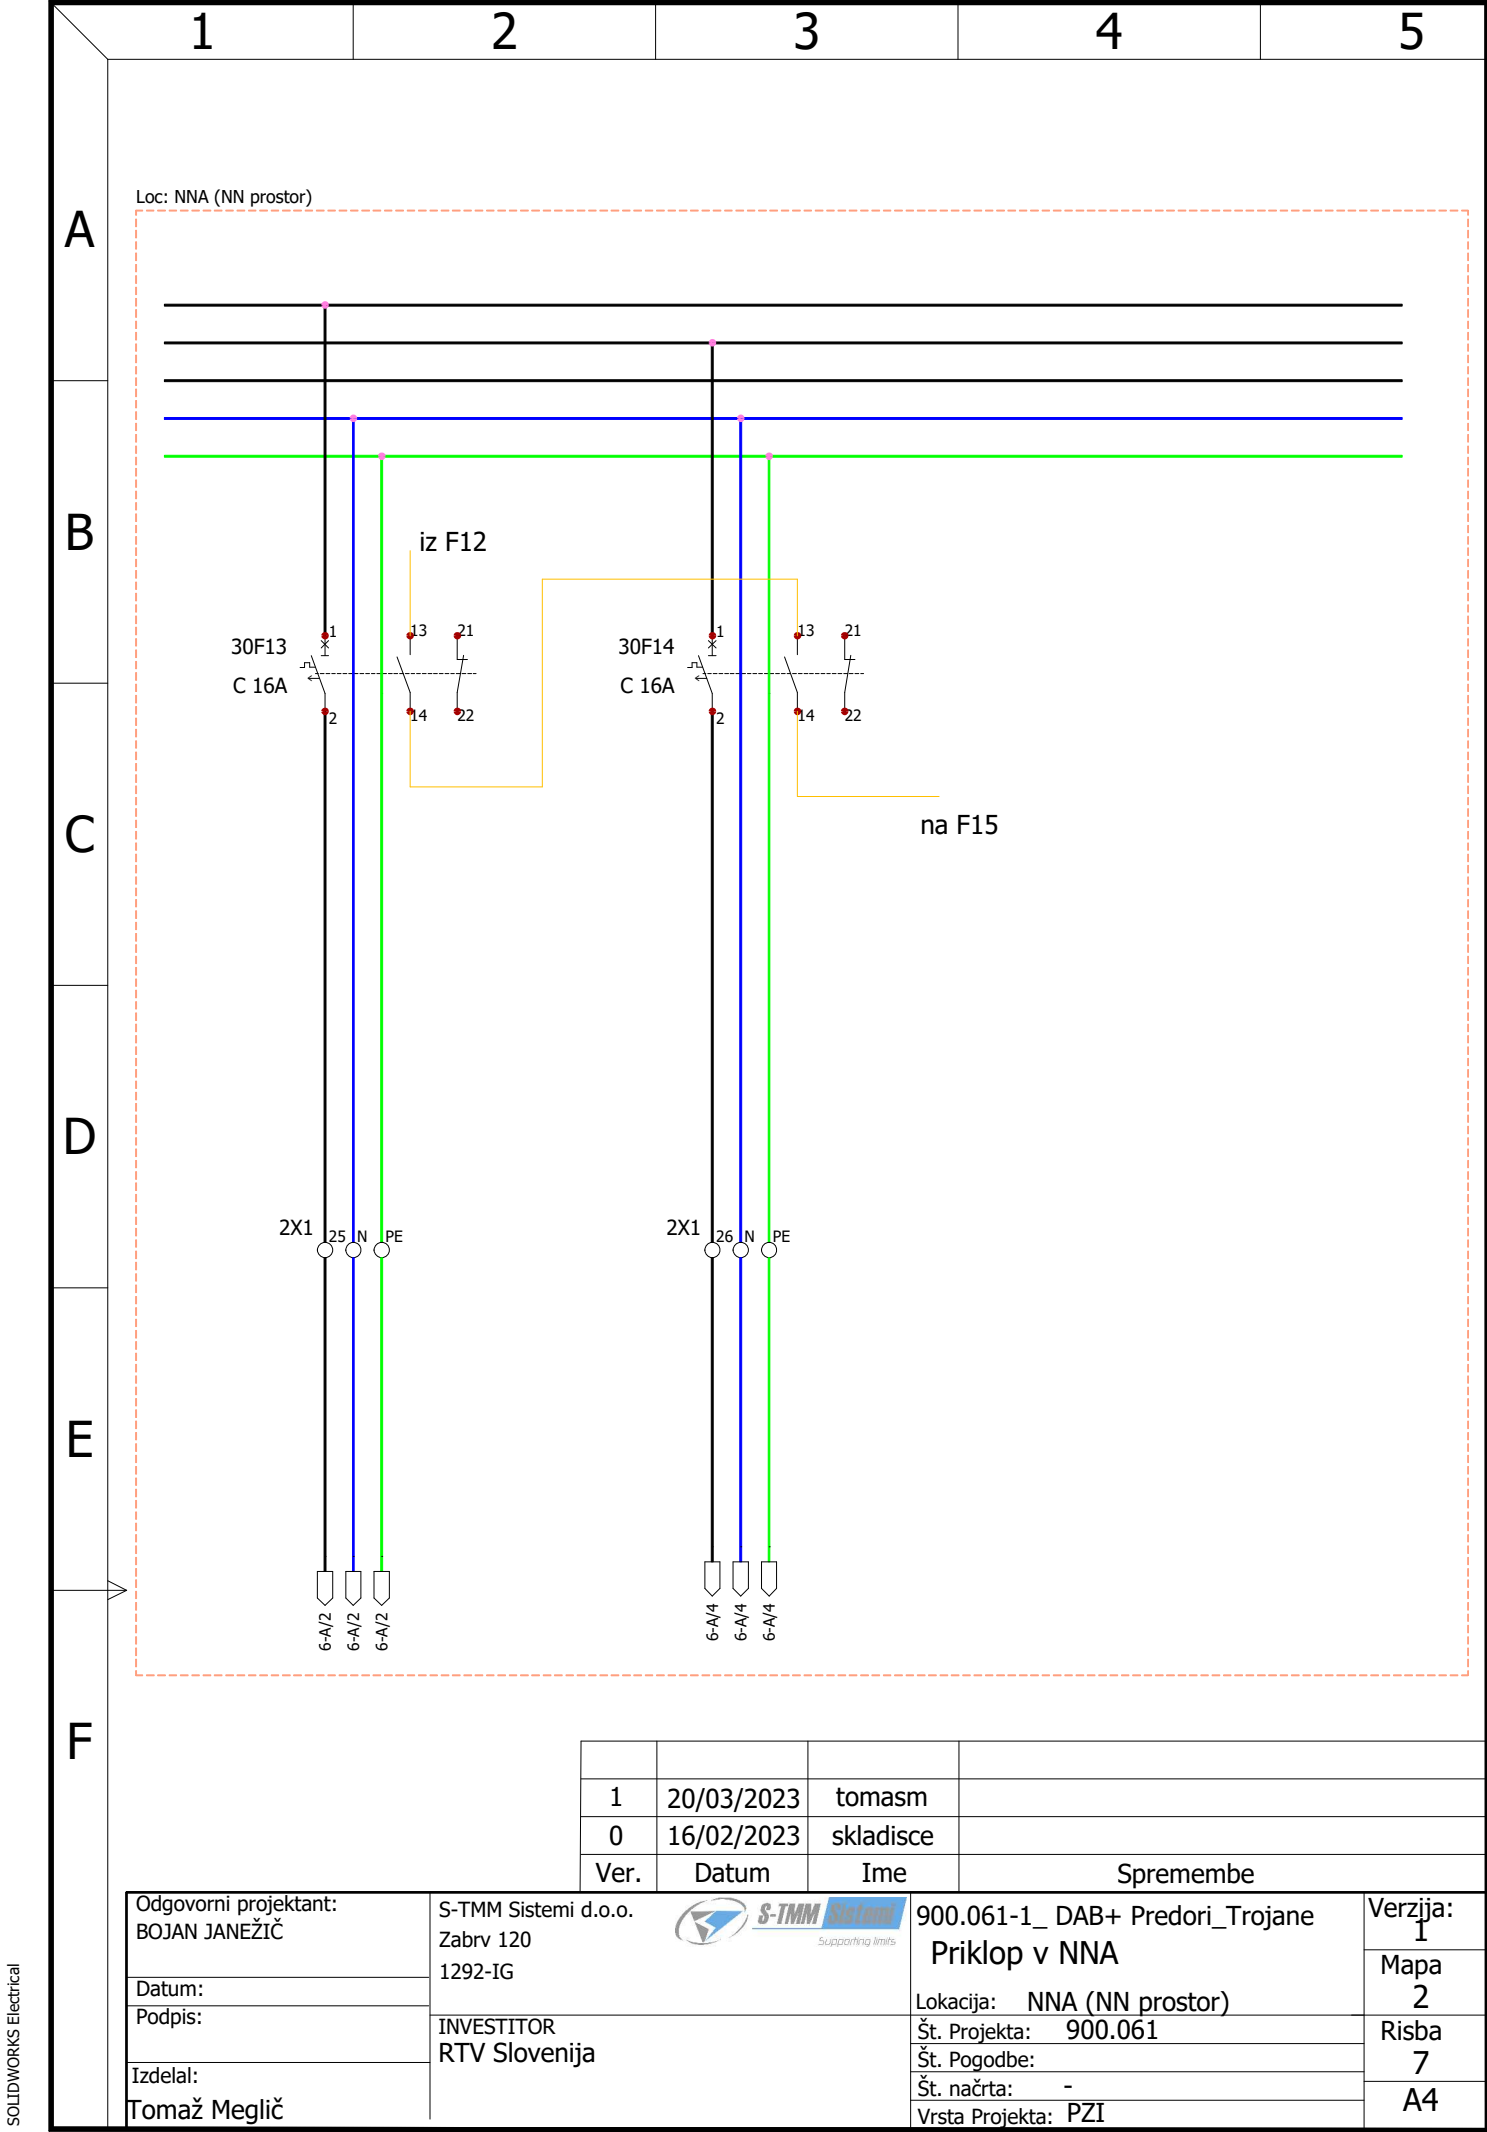 1 2 3 4 5
Loc: NNA (NN prostor)
A
B
iz F12
1 13 21 1 13 21
30F13 30F14
C 16A C 16A
2 14 22 2 14 22
na F15
C
D
2X1 25 N PE 2X1 26 N PE
E
6-A/2 6-A/2 6-A/2 6-A/4 6-A/4 6-A/4
F
1 20/03/2023 tomasm
0 16/02/2023 skladisce
Ver. Datum Ime Spremembe
Odgovorni projektant:
BOJAN JANEŽIČ
Datum:
Podpis:
Izdelal:
Tomaž Meglič
S-TMM Sistemi d.o.o.
Zabrv 120
1292-IG
S-TMM Sistemi
Supporting limits
INVESTITOR
RTV Slovenija
900.061-1_ DAB+ Predori_Trojane
Priklop v NNA
Lokacija: NNA (NN prostor)
Št. Projekta: 900.061
Št. Pogodbe:
Št. načrta: -
Vrsta Projekta: PZI
Verzija:
1
Mapa
2
Risba
7
A4
SOLIDWORKS Electrical